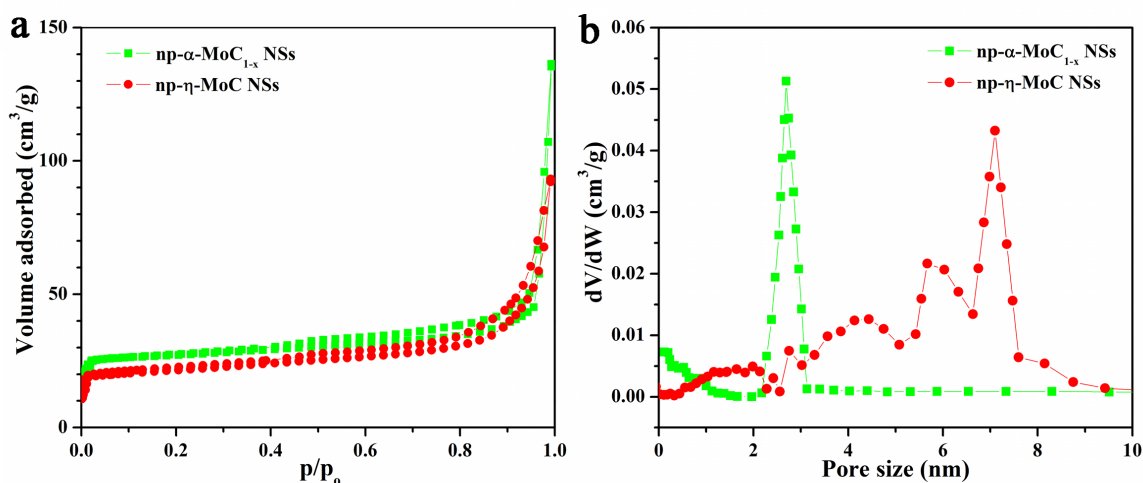 a
np-α-MoC₁₋ₓ NSs
np-η-MoC NSs
Volume adsorbed (cm³/g)
150
100
50
0
0.0 0.2 0.4 0.6 0.8 1.0
p/pₒ
b
np-α-MoC₁₋ₓ NSs
np-η-MoC NSs
dV/dW (cm³/g)
0.06
0.05
0.04
0.03
0.02
0.01
0.00
0 2 4 6 8 10
Pore size (nm)